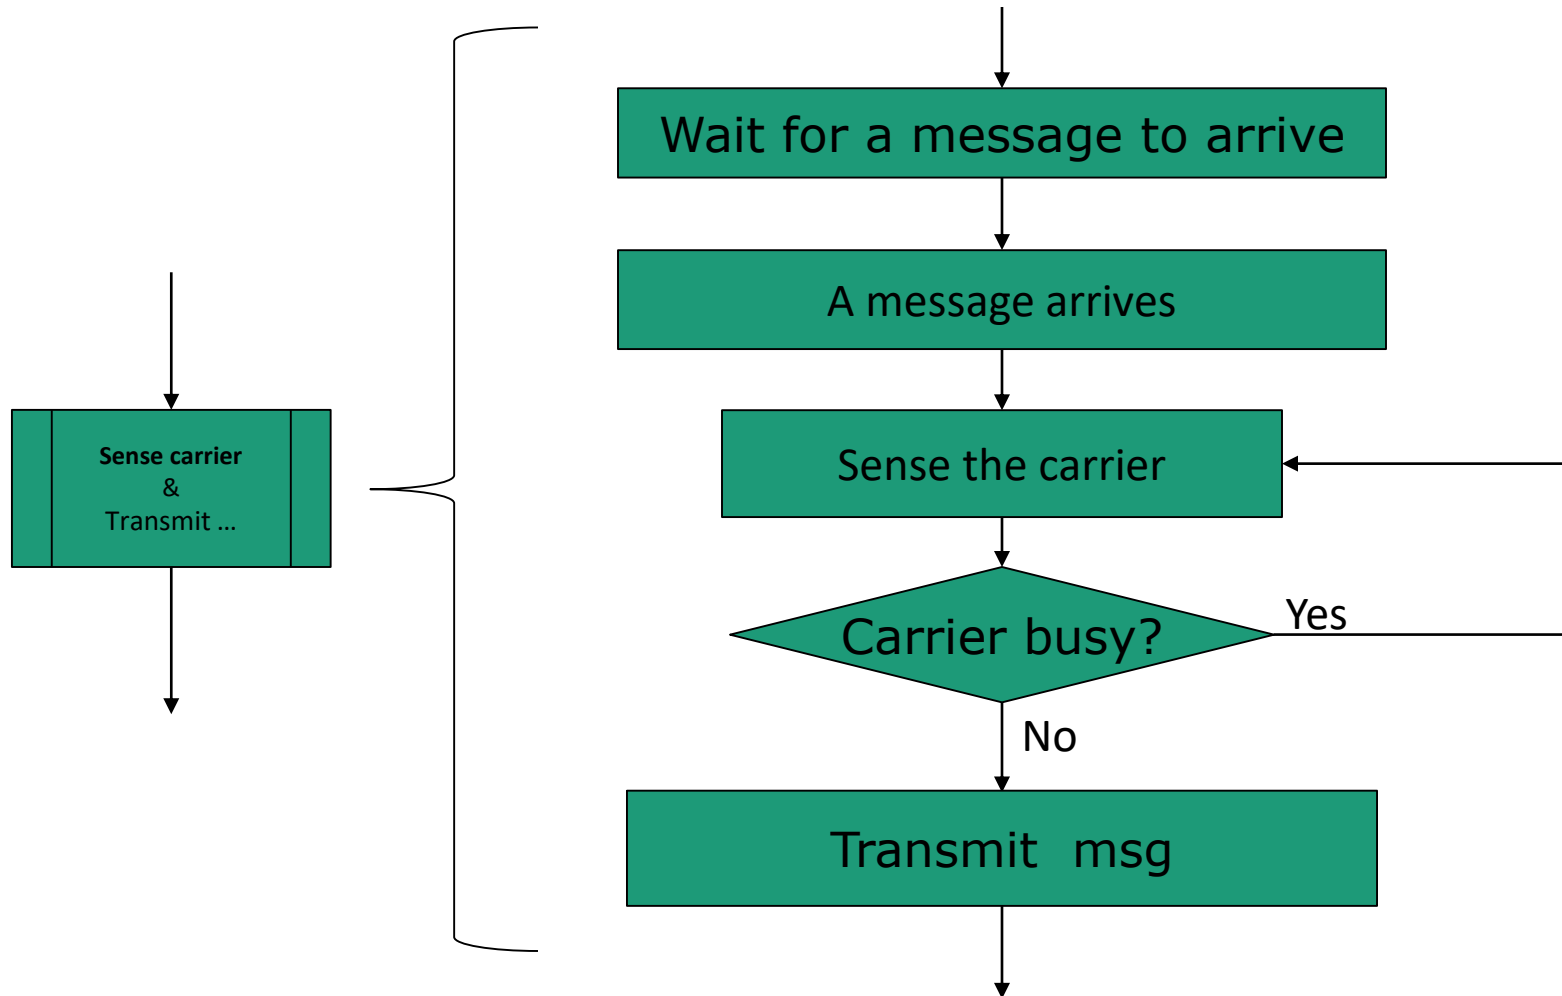 Wait for a message to arrive
A message arrives
Sense carrier
&
Transmit ...
Sense the carrier
Carrier busy?
Yes
No
Transmit msg